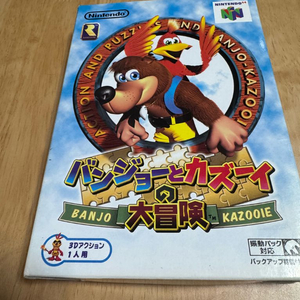 Nintendo
NINTENDO
ACTION AND PUZZLE
BANJO-KAZOOIE
バンジョーとカズーイ
の
大冒険
BANJO
KAZOOIE
3Dアクション
1人用
振動パック
対応
バックアップ